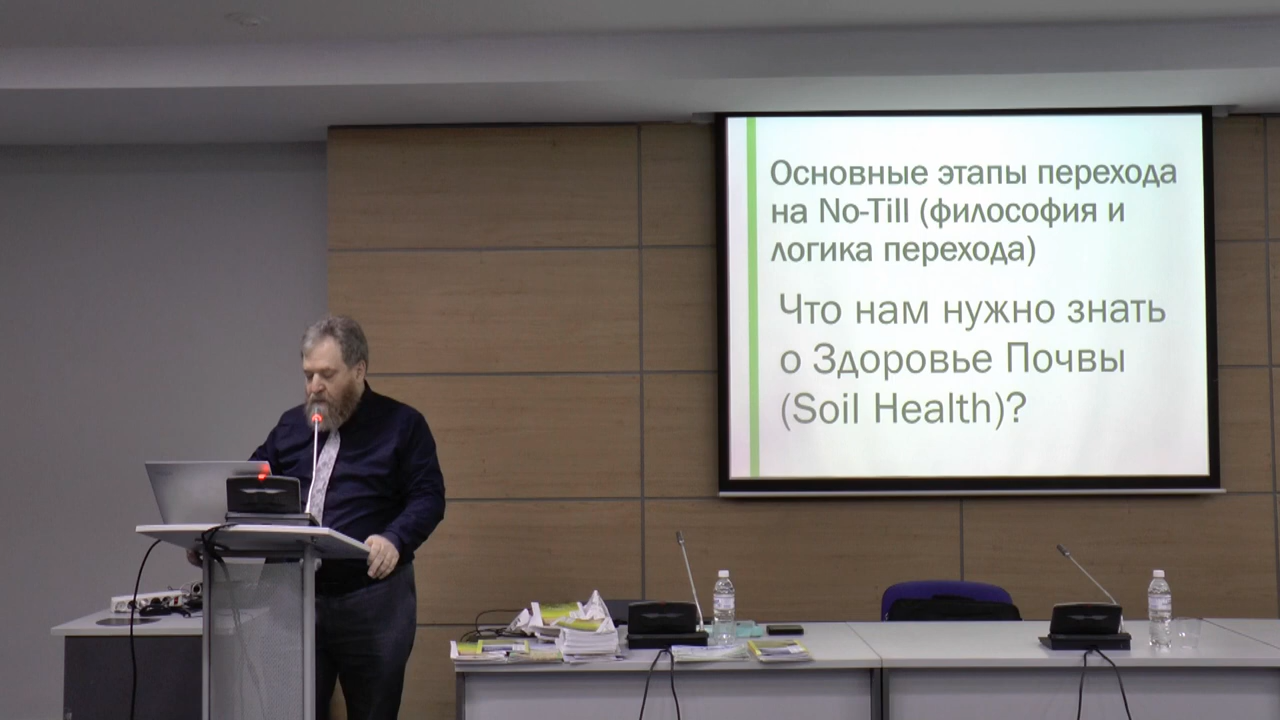 Основные этапы перехода
на No-Till (философия и
логика перехода)
Что нам нужно знать
о Здоровье Почвы
(Soil Health)?